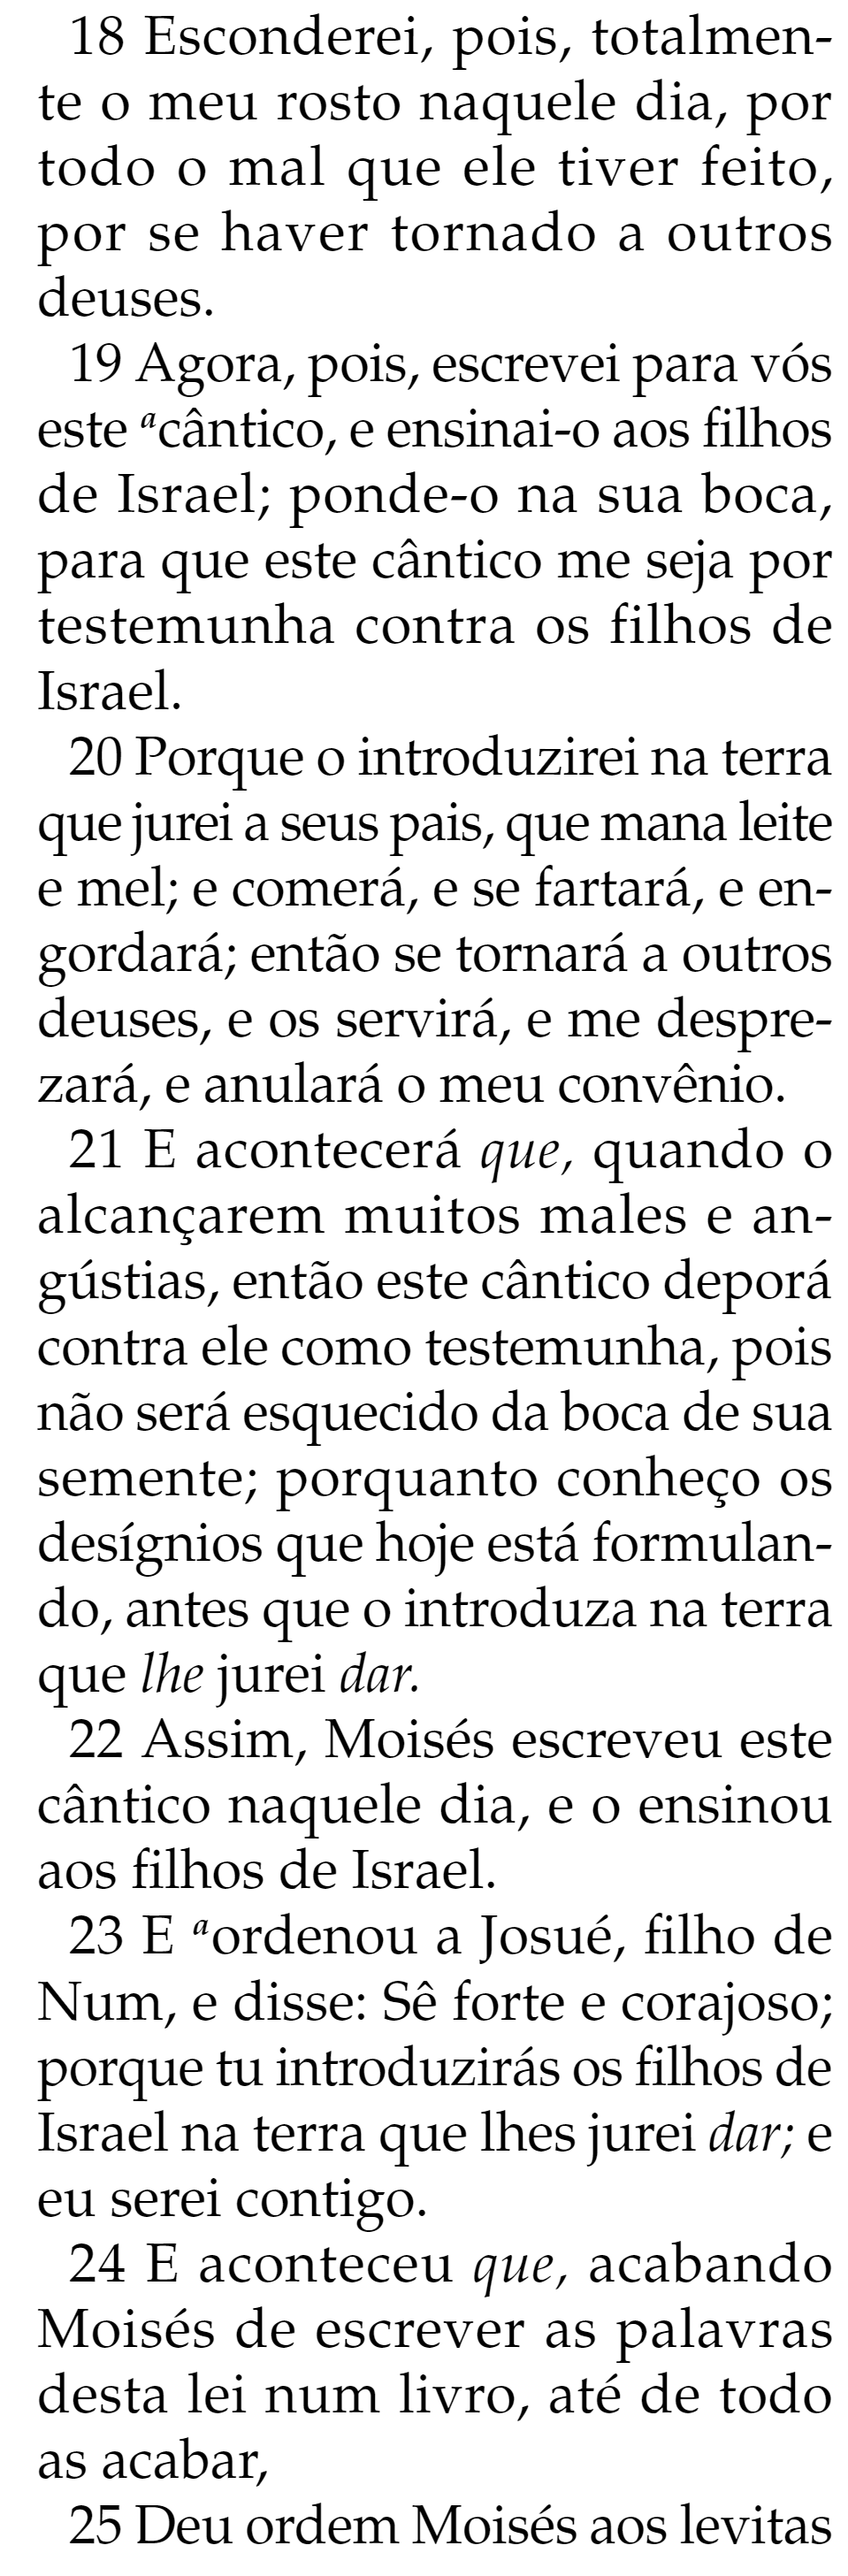 18 Esconderei, pois, totalmen-
te o meu rosto naquele dia, por
todo o mal que ele tiver feito,
por se haver tornado a outros
deuses.
19 Agora, pois, escrevei para vós
este ᵃcântico, e ensinai-o aos filhos
de Israel; ponde-o na sua boca,
para que este cântico me seja por
testemunha contra os filhos de
Israel.
20 Porque o introduzirei na terra
que jurei a seus pais, que mana leite
e mel; e comerá, e se fartará, e en-
gordará; então se tornará a outros
deuses, e os servirá, e me despre-
zará, e anulará o meu convênio.
21 E acontecerá que, quando o
alcançarem muitos males e an-
gústias, então este cântico deporá
contra ele como testemunha, pois
não será esquecido da boca de sua
semente; porquanto conheço os
desígnios que hoje está formulan-
do, antes que o introduza na terra
que lhe jurei dar.
22 Assim, Moisés escreveu este
cântico naquele dia, e o ensinou
aos filhos de Israel.
23 E ᵃordenou a Josué, filho de
Num, e disse: Sê forte e corajoso;
porque tu introduzirás os filhos de
Israel na terra que lhes jurei dar; e
eu serei contigo.
24 E aconteceu que, acabando
Moisés de escrever as palavras
desta lei num livro, até de todo
as acabar,
25 Deu ordem Moisés aos levitas